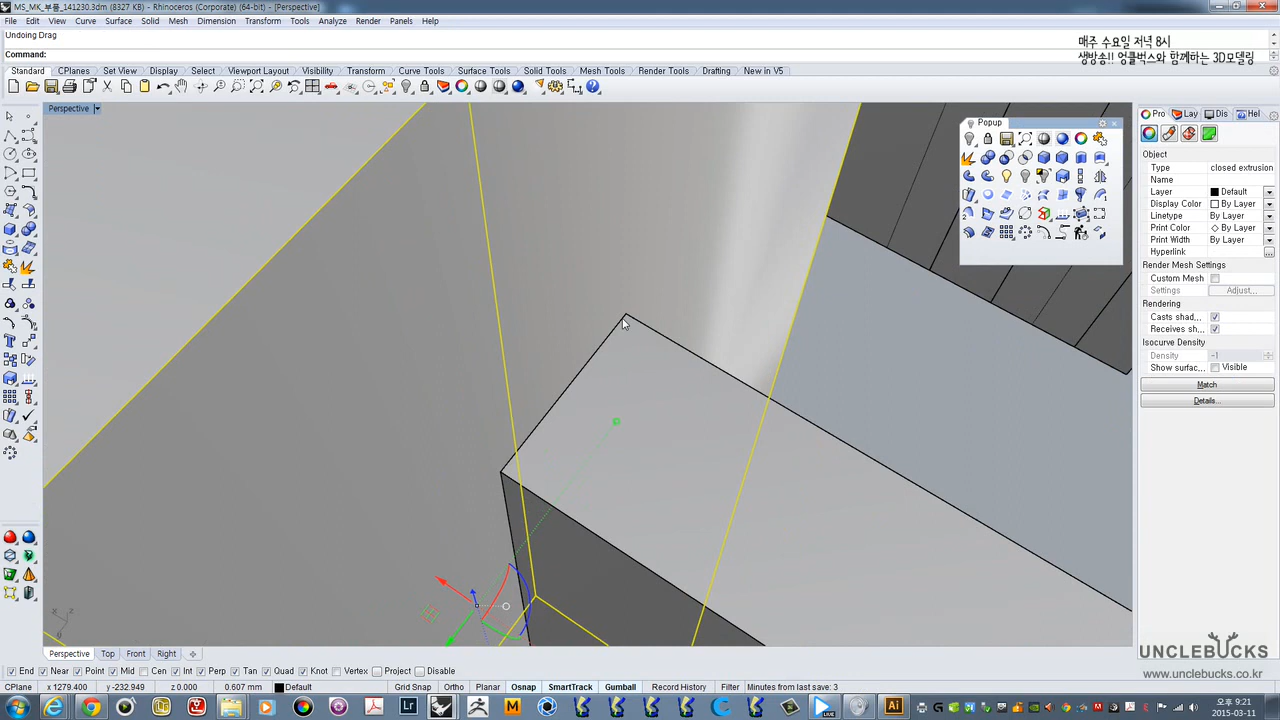 MS_MK_부품_141230.3dm (8327 KB) - Rhinoceros (Corporate) (64-bit) - [Perspective]
File Edit View Curve Surface Solid Mesh Dimension Transform Tools Analyze Render Panels Help
Undoing Drag
Command:
매주 수요일 저녁 8시
생방송!! 엉클벅스와 함께하는 3D모델링
Standard CPlanes Set View Display Select Viewport Layout Visibility Transform Curve Tools Surface Tools Solid Tools Mesh Tools Render Tools Drafting New in V5
Perspective
Popup
Pro Lay Dis Hel
Object
Type closed extrusion
Name
Layer Default
Display Color By Layer
Linetype By Layer
Print Color By Layer
Print Width By Layer
Hyperlink
Render Mesh Settings
Custom Mesh
Settings Adjust...
Rendering
Casts shad...
Receives sh...
Isocurve Density
Density -1
Show surfac... Visible
Match
Details...
Perspective Top Front Right
End Near Point Mid Cen Int Perp Tan Quad Knot Vertex Project Disable
CPlane x 1279.400 y -232.949 z 0.000 0.607 mm Default Grid Snap Ortho Planar Osnap SmartTrack Gumball Record History Filter Minutes from last save: 3
UNCLEBUCKS
www.unclebucks.co.kr
오후 9:21
2015-03-11